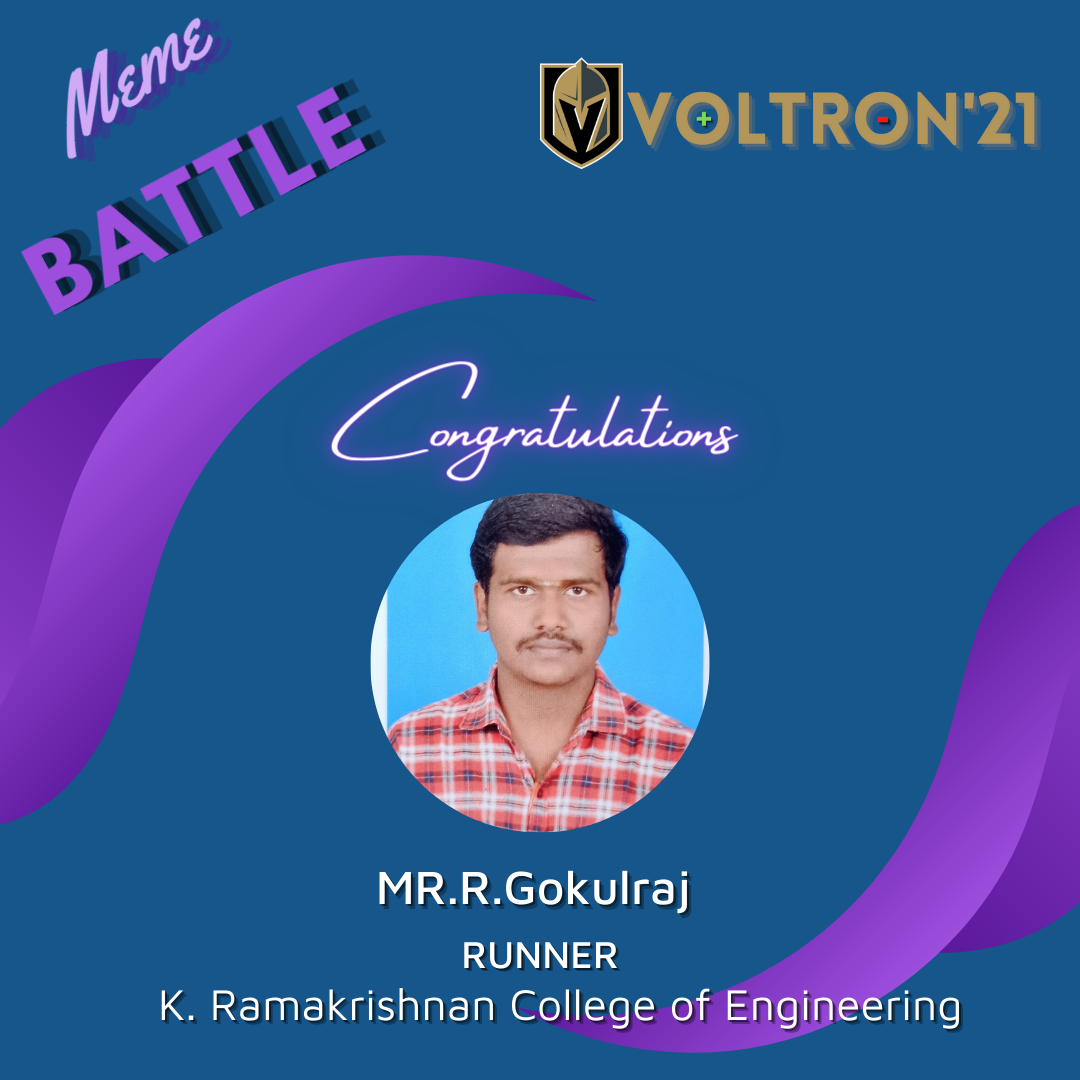 Meme
BATTLE
VOLTRON'21
Congratulations
MR.R.Gokulraj
RUNNER
K. Ramakrishnan College of Engineering